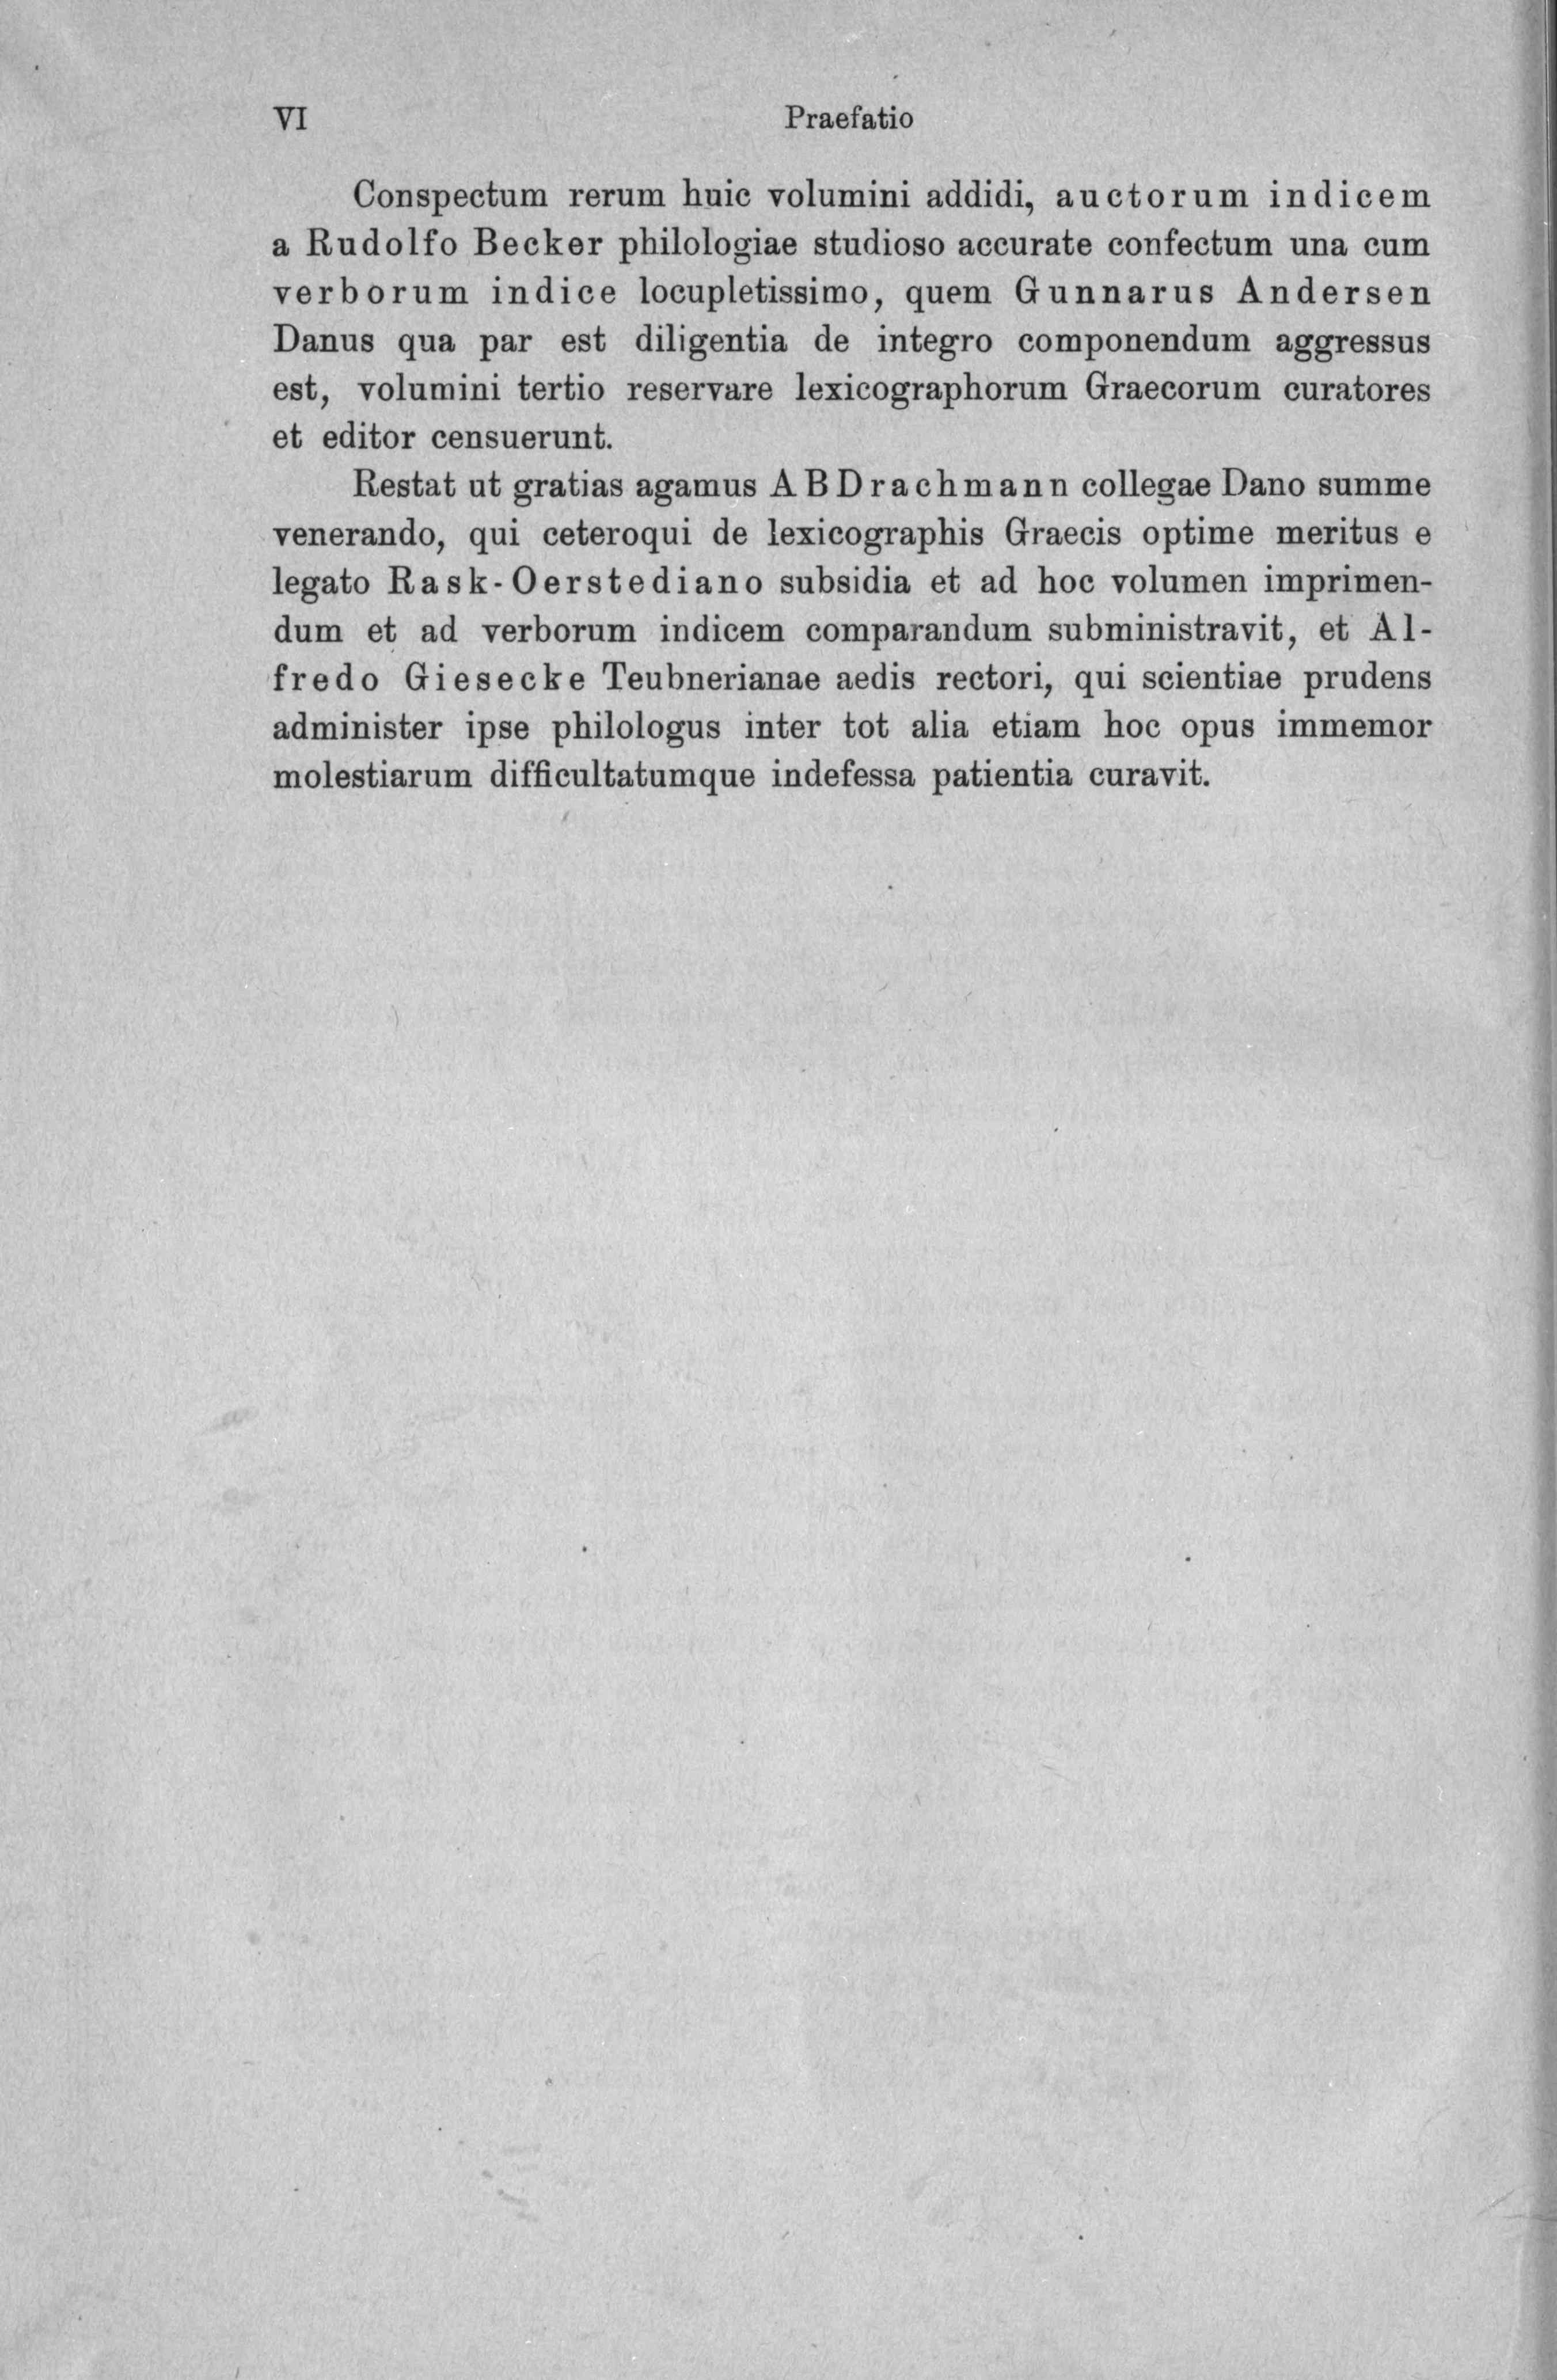 VI Praefatio
Conspectum rerum huic volumini addidi, auctorum indicem
a Rudolfo Becker philologiae studioso accurate confectum una cum
verborum indice locupletissimo, quem Gunnarus Andersen
Danus qua par est diligentia de integro componendum aggressus
est, volumini tertio reservare lexicographorum Graecorum curatores
et editor censuerunt.
Restat ut gratias agamus A B Drachmann collegae Dano summe
venerando, qui ceteroqui de lexicographis Graecis optime meritus e
legato Rask-Oerstediano subsidia et ad hoc volumen imprimen-
dum et ad verborum indicem comparandum subministravit, et Al-
fredo Giesecke Teubnerianae aedis rectori, qui scientiae prudens
administer ipse philologus inter tot alia etiam hoc opus immemor
molestiarum difficultatumque indefessa patientia curavit.